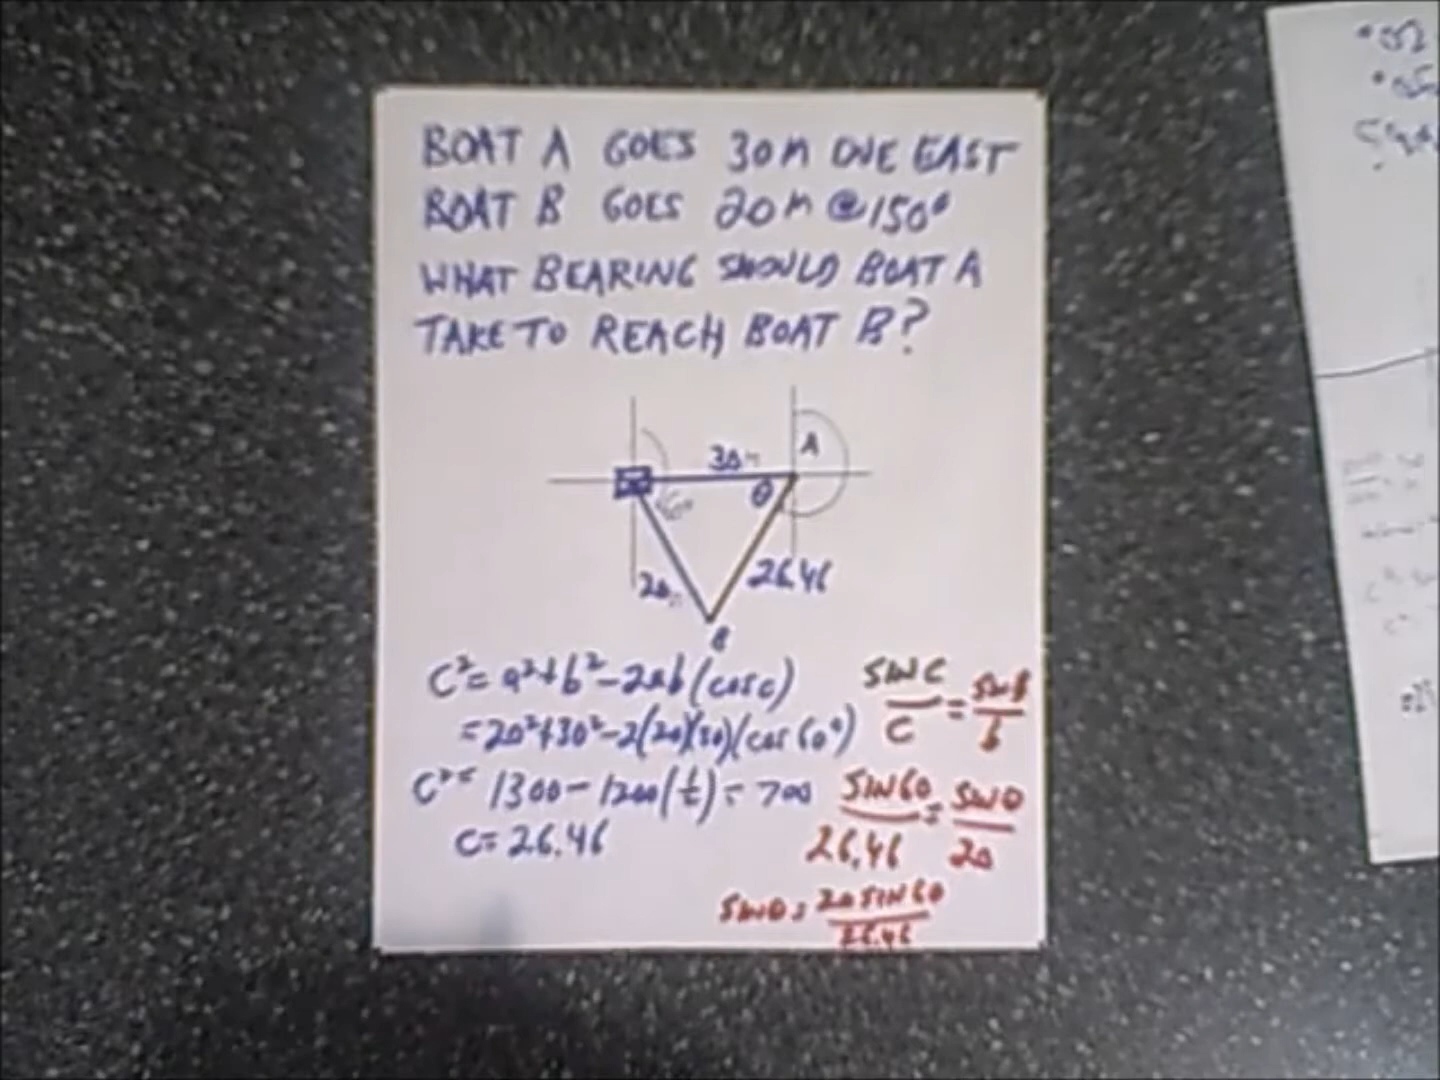 BOAT A GOES 30m DUE EAST
BOAT B GOES 20m @ 150°
WHAT BEARING SHOULD BOAT A
TAKE TO REACH BOAT B?
A
30m
θ
60°
20m
26.46
B
C² = a² + b² - 2ab(cos c)
= 20² + 30² - 2(20)(30)(cos 60°)
C² = 1300 - 1200(1/2) = 700
C = 26.46
SIN C / C = SIN B / b
SIN 60 / 26.46 = SIN θ / 20
SIN θ = 20 SIN 60 / 26.46